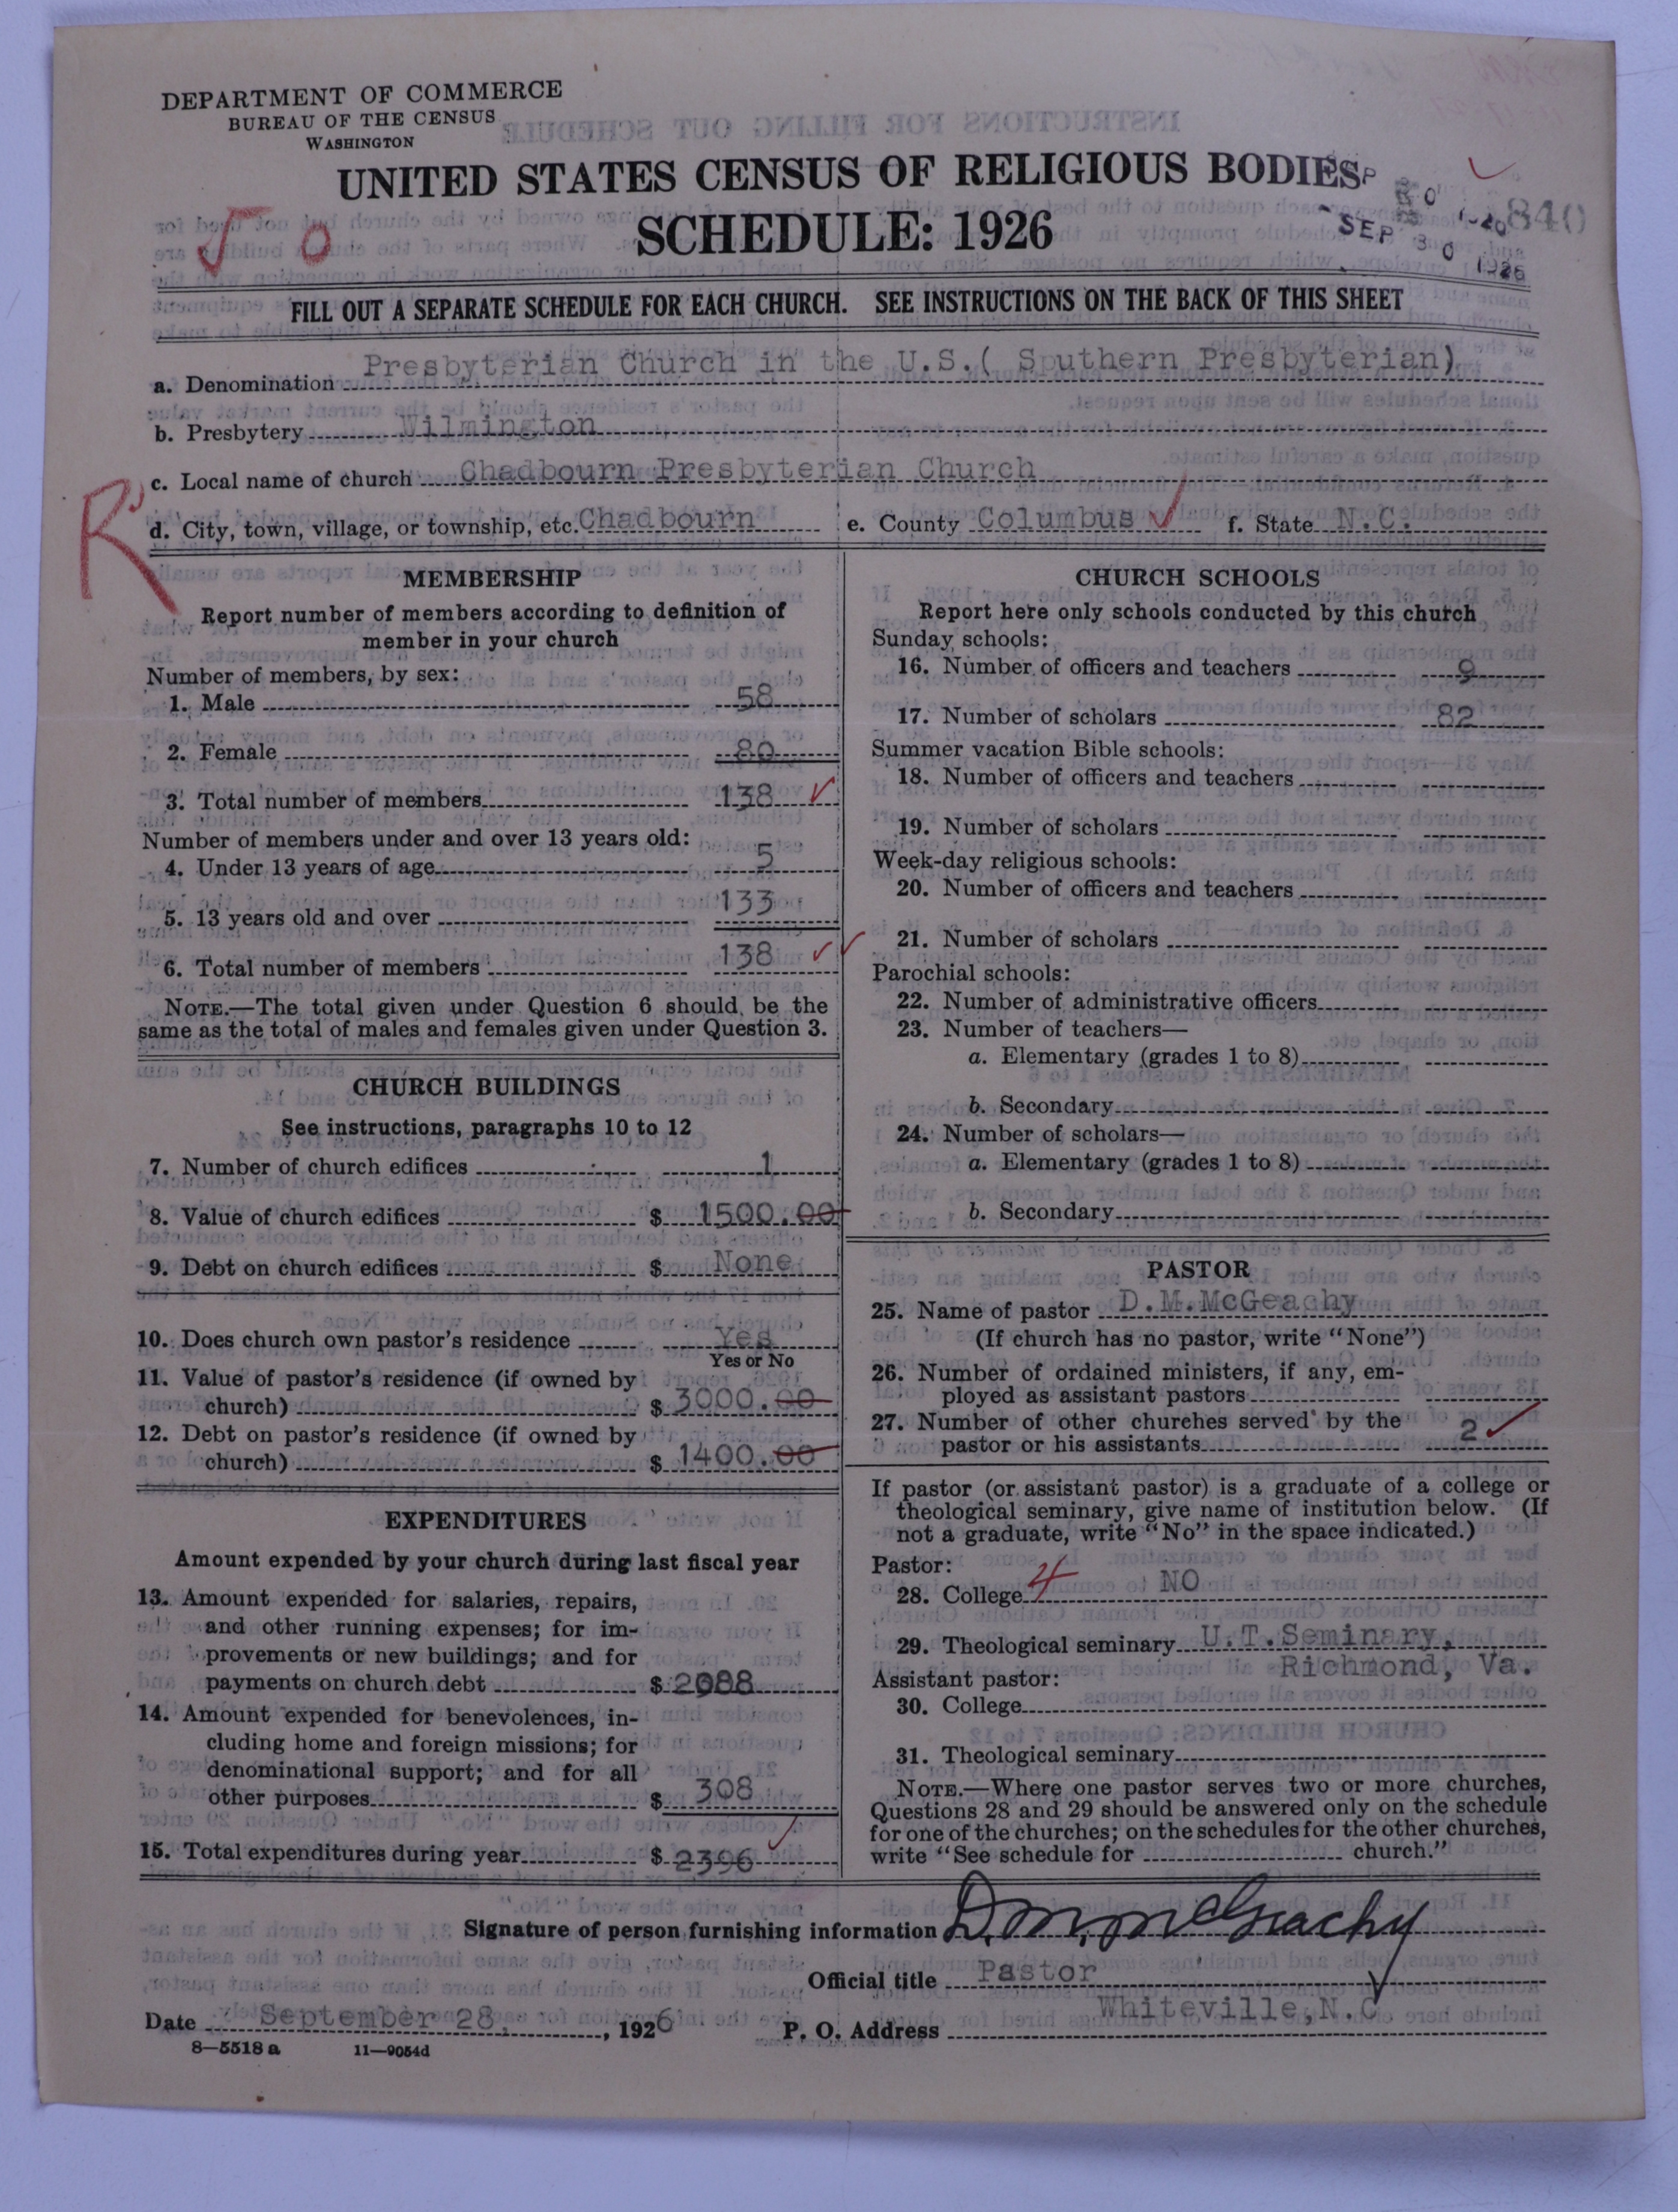 DEPARTMENT OF COMMERCE
BUREAU OF THE CENSUS
WASHINGTON
UNITED STATES CENSUS OF RELIGIOUS BODIES
SCHEDULE: 1926
SEP 30 1926
840
FILL OUT A SEPARATE SCHEDULE FOR EACH CHURCH. SEE INSTRUCTIONS ON THE BACK OF THIS SHEET
a. Denomination Presbyterian Church in the U.S.( Sputhern Presbyterian)
b. Presbytery Wilmington
c. Local name of church Chadbourn Presbyterian Church
R
d. City, town, village, or township, etc. Chadbourn e. County Columbus f. State N.C.
MEMBERSHIP
Report number of members according to definition of
member in your church
Number of members, by sex:
1. Male 58
2. Female 80
3. Total number of members 138
Number of members under and over 13 years old:
4. Under 13 years of age 5
5. 13 years old and over 133
6. Total number of members 138
NOTE.—The total given under Question 6 should be the
same as the total of males and females given under Question 3.
CHURCH BUILDINGS
See instructions, paragraphs 10 to 12
7. Number of church edifices 1
8. Value of church edifices $ 1500.00
9. Debt on church edifices $ None
10. Does church own pastor's residence Yes
Yes or No
11. Value of pastor's residence (if owned by
church) $ 3000.00
12. Debt on pastor's residence (if owned by
church) $ 1400.00
EXPENDITURES
Amount expended by your church during last fiscal year
13. Amount expended for salaries, repairs,
and other running expenses; for im-
provements or new buildings; and for
payments on church debt $ 2088
14. Amount expended for benevolences, in-
cluding home and foreign missions; for
denominational support; and for all
other purposes $ 308
15. Total expenditures during year $ 2396
CHURCH SCHOOLS
Report here only schools conducted by this church
Sunday schools:
16. Number of officers and teachers 9
17. Number of scholars 82
Summer vacation Bible schools:
18. Number of officers and teachers
19. Number of scholars
Week-day religious schools:
20. Number of officers and teachers
21. Number of scholars
Parochial schools:
22. Number of administrative officers
23. Number of teachers—
a. Elementary (grades 1 to 8)
b. Secondary
24. Number of scholars—
a. Elementary (grades 1 to 8)
b. Secondary
PASTOR
25. Name of pastor D.M.McGeachy
(If church has no pastor, write "None")
26. Number of ordained ministers, if any, em-
ployed as assistant pastors
27. Number of other churches served by the
pastor or his assistants 2
If pastor (or assistant pastor) is a graduate of a college or
theological seminary, give name of institution below. (If
not a graduate, write "No" in the space indicated.)
Pastor:
28. College 4 NO
29. Theological seminary U.T.Seminary,
Richmond, Va.
Assistant pastor:
30. College
31. Theological seminary
NOTE.—Where one pastor serves two or more churches,
Questions 28 and 29 should be answered only on the schedule
for one of the churches; on the schedules for the other churches,
write "See schedule for church."
Signature of person furnishing information D. M. McGeachy
Official title Pastor
Date September 28, 1926 P. O. Address Whiteville, N.C
8—5518 a 11—9054d